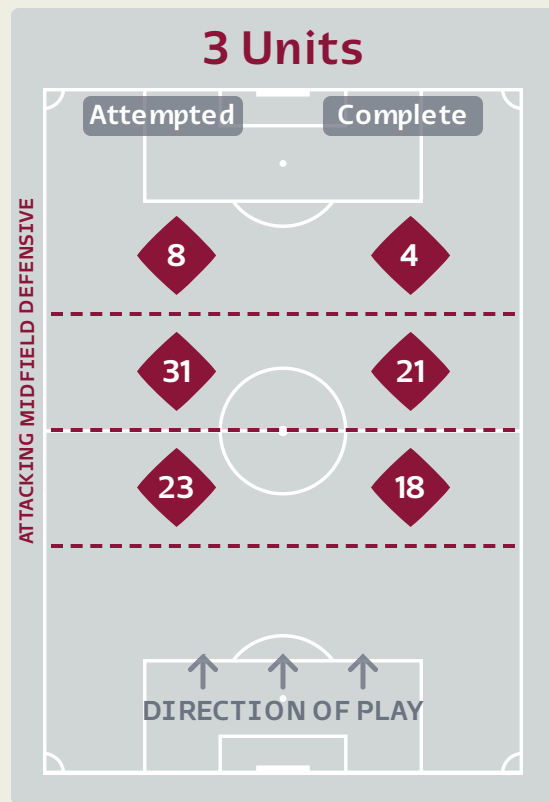 3 Units
Attempted
Complete
ATTACKING MIDFIELD DEFENSIVE
8
4
31
21
23
18
DIRECTION OF PLAY